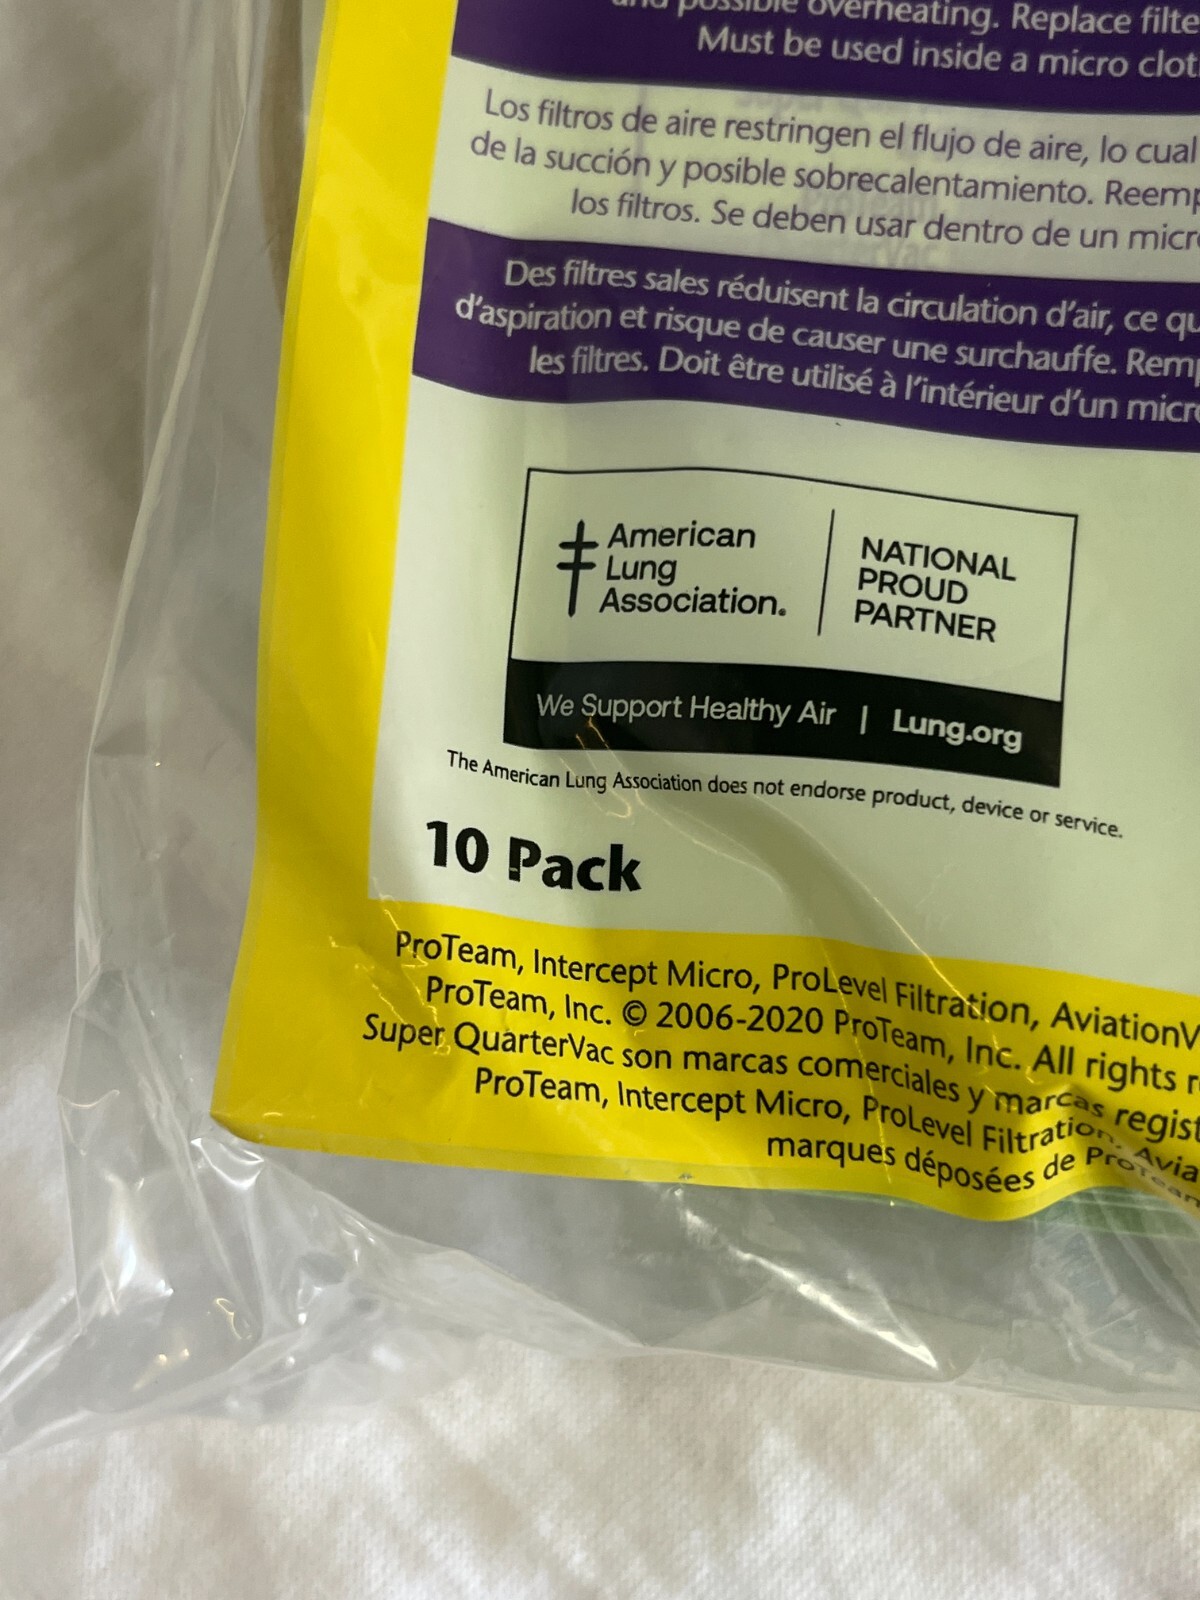 and possible overheating. Replace filte
Must be used inside a micro clot
Los filtros de aire restringen el flujo de aire, lo cual
de la succión y posible sobrecalentamiento. Reemp
los filtros. Se deben usar dentro de un micro
Des filtres sales réduisent la circulation d'air, ce qu
d'aspiration et risque de causer une surchauffe. Remp
les filtres. Doit être utilisé à l'intérieur d'un micro
American
Lung
Association.
NATIONAL
PROUD
PARTNER
We Support Healthy Air | Lung.org
The American Lung Association does not endorse product, device or service.
10 Pack
ProTeam, Intercept Micro, ProLevel Filtration, AviationV
ProTeam, Inc. © 2006-2020 ProTeam, Inc. All rights r
Super QuarterVac son marcas comerciales y marcas regist
ProTeam, Intercept Micro, ProLevel Filtration, Avia
marques déposées de ProTeam